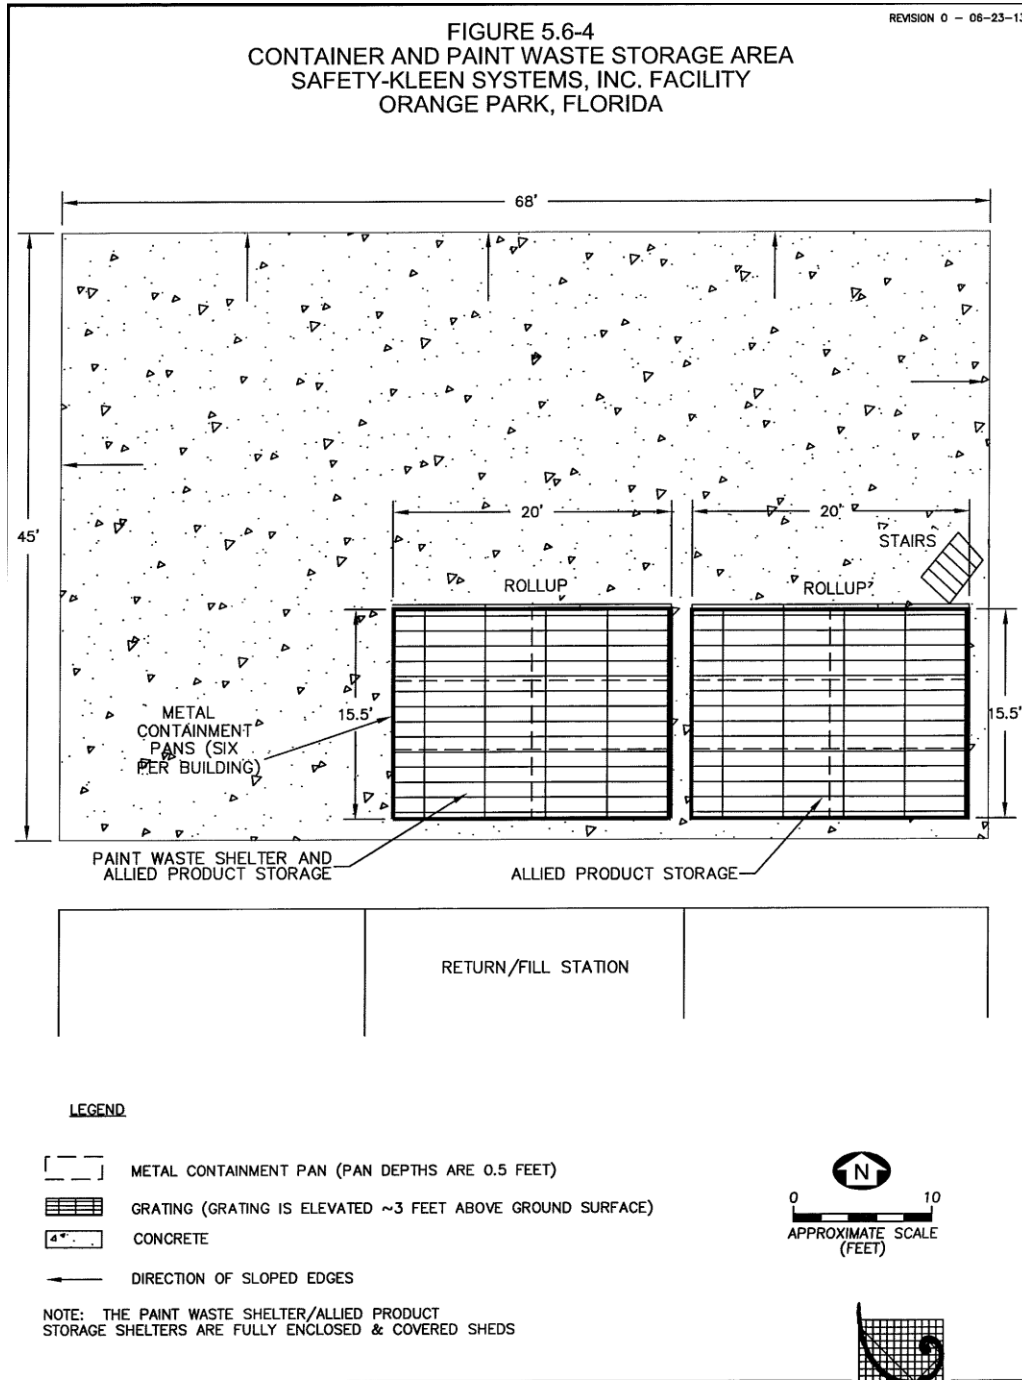 REVISION 0 – 06-23-13
FIGURE 5.6-4
CONTAINER AND PAINT WASTE STORAGE AREA
SAFETY-KLEEN SYSTEMS, INC. FACILITY
ORANGE PARK, FLORIDA
68'
45'
20'
20'
STAIRS
ROLLUP
ROLLUP
METAL
CONTAINMENT
PANS (SIX
PER BUILDING)
15.5'
15.5'
PAINT WASTE SHELTER AND
ALLIED PRODUCT STORAGE
ALLIED PRODUCT STORAGE
RETURN/FILL STATION
LEGEND
METAL CONTAINMENT PAN (PAN DEPTHS ARE 0.5 FEET)
GRATING (GRATING IS ELEVATED ~3 FEET ABOVE GROUND SURFACE)
CONCRETE
DIRECTION OF SLOPED EDGES
NOTE: THE PAINT WASTE SHELTER/ALLIED PRODUCT
STORAGE SHELTERS ARE FULLY ENCLOSED & COVERED SHEDS
N
0 10
APPROXIMATE SCALE
(FEET)